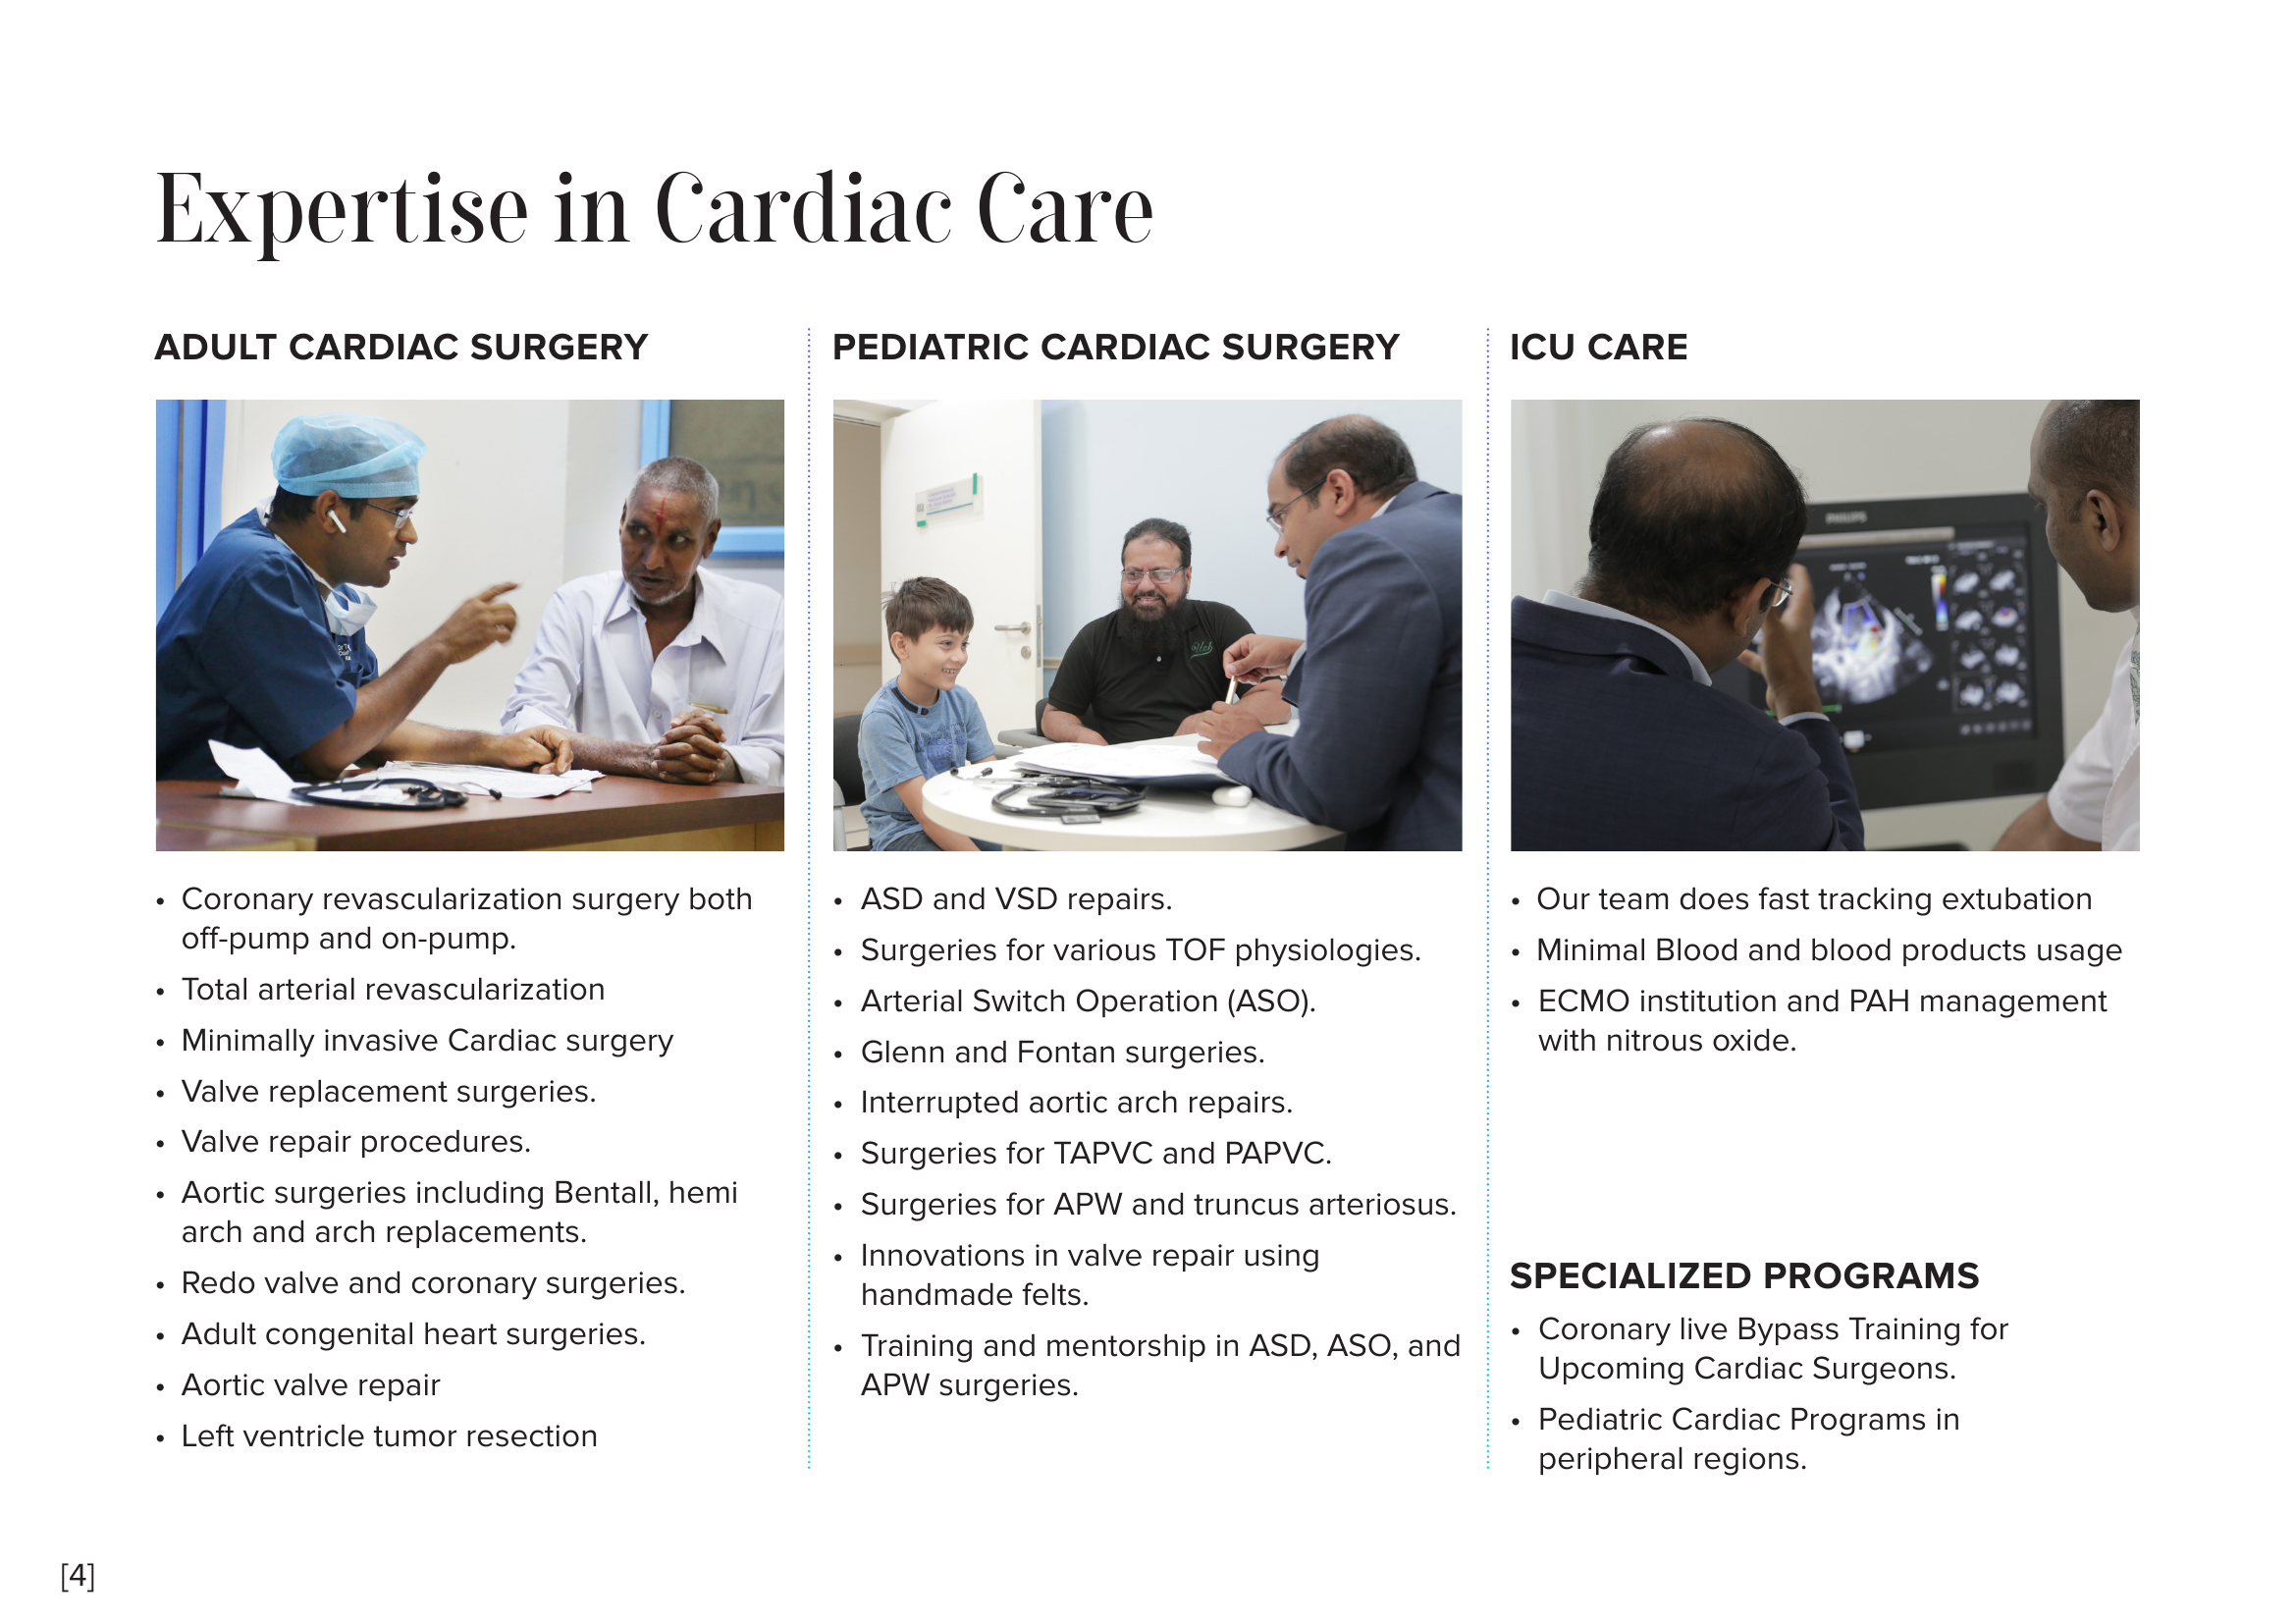 Expertise in Cardiac Care
ADULT CARDIAC SURGERY
• Coronary revascularization surgery both
off-pump and on-pump.
• Total arterial revascularization
• Minimally invasive Cardiac surgery
• Valve replacement surgeries.
• Valve repair procedures.
• Aortic surgeries including Bentall, hemi
arch and arch replacements.
• Redo valve and coronary surgeries.
• Adult congenital heart surgeries.
• Aortic valve repair
• Left ventricle tumor resection
PEDIATRIC CARDIAC SURGERY
• ASD and VSD repairs.
• Surgeries for various TOF physiologies.
• Arterial Switch Operation (ASO).
• Glenn and Fontan surgeries.
• Interrupted aortic arch repairs.
• Surgeries for TAPVC and PAPVC.
• Surgeries for APW and truncus arteriosus.
• Innovations in valve repair using
handmade felts.
• Training and mentorship in ASD, ASO, and
APW surgeries.
ICU CARE
PHILIPS
• Our team does fast tracking extubation
• Minimal Blood and blood products usage
• ECMO institution and PAH management
with nitrous oxide.
SPECIALIZED PROGRAMS
• Coronary live Bypass Training for
Upcoming Cardiac Surgeons.
• Pediatric Cardiac Programs in
peripheral regions.
[4]